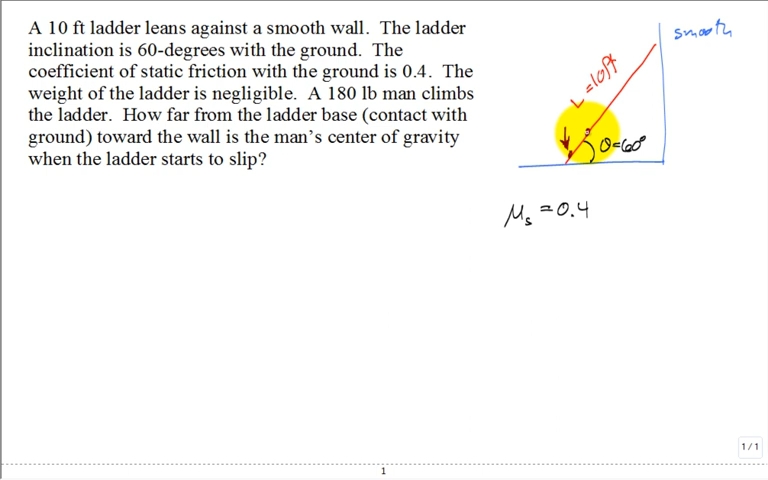 A 10 ft ladder leans against a smooth wall.  The ladder
inclination is 60-degrees with the ground.  The
coefficient of static friction with the ground is 0.4.  The
weight of the ladder is negligible.  A 180 lb man climbs
the ladder.  How far from the ladder base (contact with
ground) toward the wall is the man's center of gravity
when the ladder starts to slip?
smooth
L=10ft
θ=60°
μs = 0.4
1/1
1